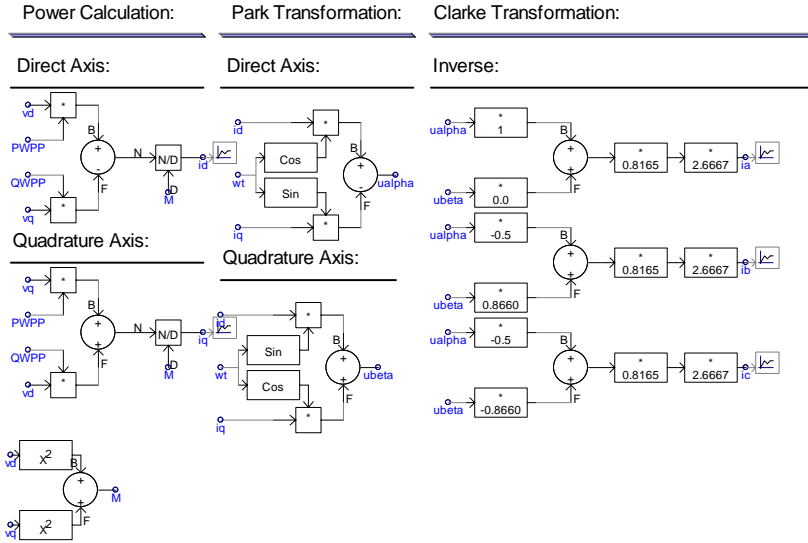 Power Calculation:
Park Transformation:
Clarke Transformation:
Direct Axis:
vd
*
B
PWPP
+
-
N
N/D
id
D
M
QWPP
F
vq
*
Quadrature Axis:
vq
*
B
PWPP
+
+
N
N/D
iq
D
M
QWPP
F
vd
*
vd
X²
B
+
+
M
vq
X²
F
Direct Axis:
id
*
B
Cos
wt
Sin
+
-
ualpha
F
iq
*
Quadrature Axis:
id
*
B
Sin
wt
Cos
+
+
ubeta
F
iq
*
Inverse:
ualpha
*
1
B
+
+
*
0.8165
*
2.6667
ia
ubeta
*
0.0
F
ualpha
*
-0.5
B
+
+
*
0.8165
*
2.6667
ib
ubeta
*
0.8660
F
ualpha
*
-0.5
B
+
+
*
0.8165
*
2.6667
ic
ubeta
*
-0.8660
F